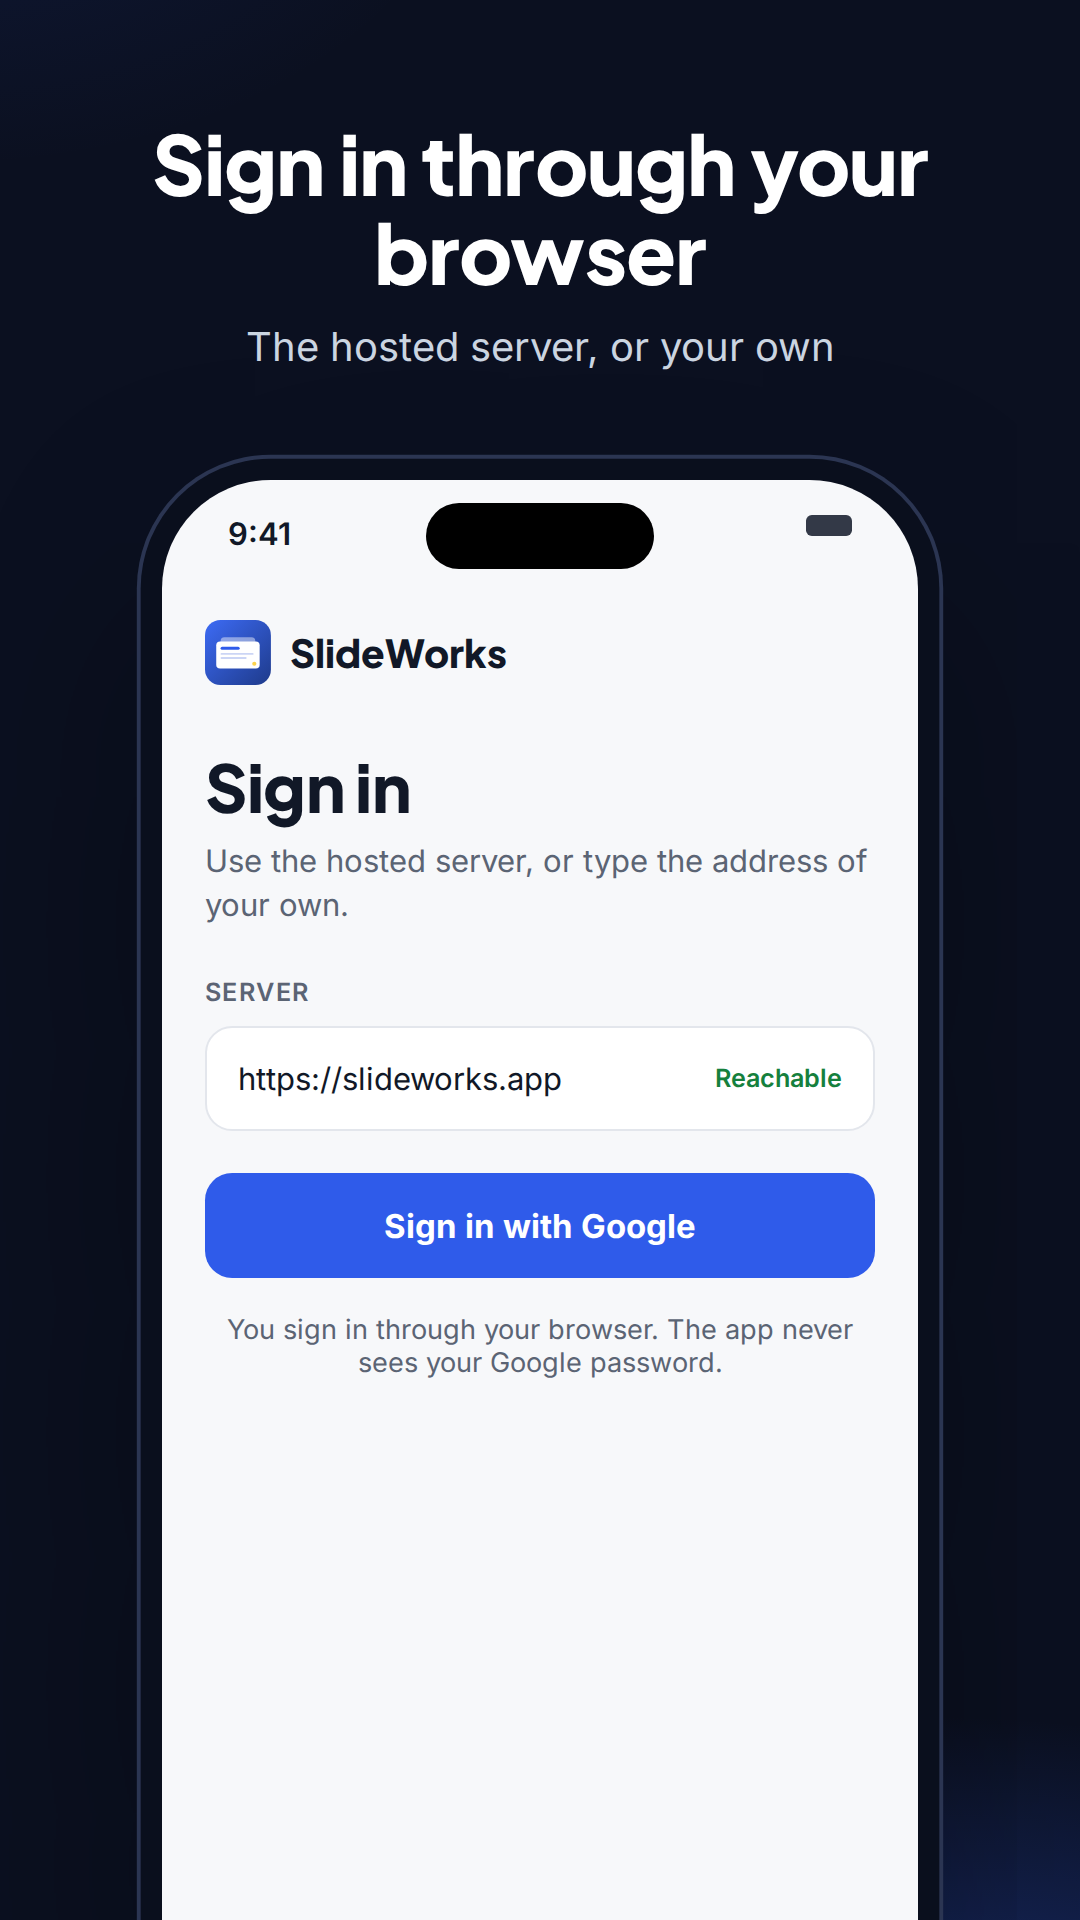 Sign in through your
browser
The hosted server, or your own
9:41
SlideWorks
Sign in
Use the hosted server, or type the address of
your own.
SERVER
https://slideworks.app
Reachable
Sign in with Google
You sign in through your browser. The app never
sees your Google password.